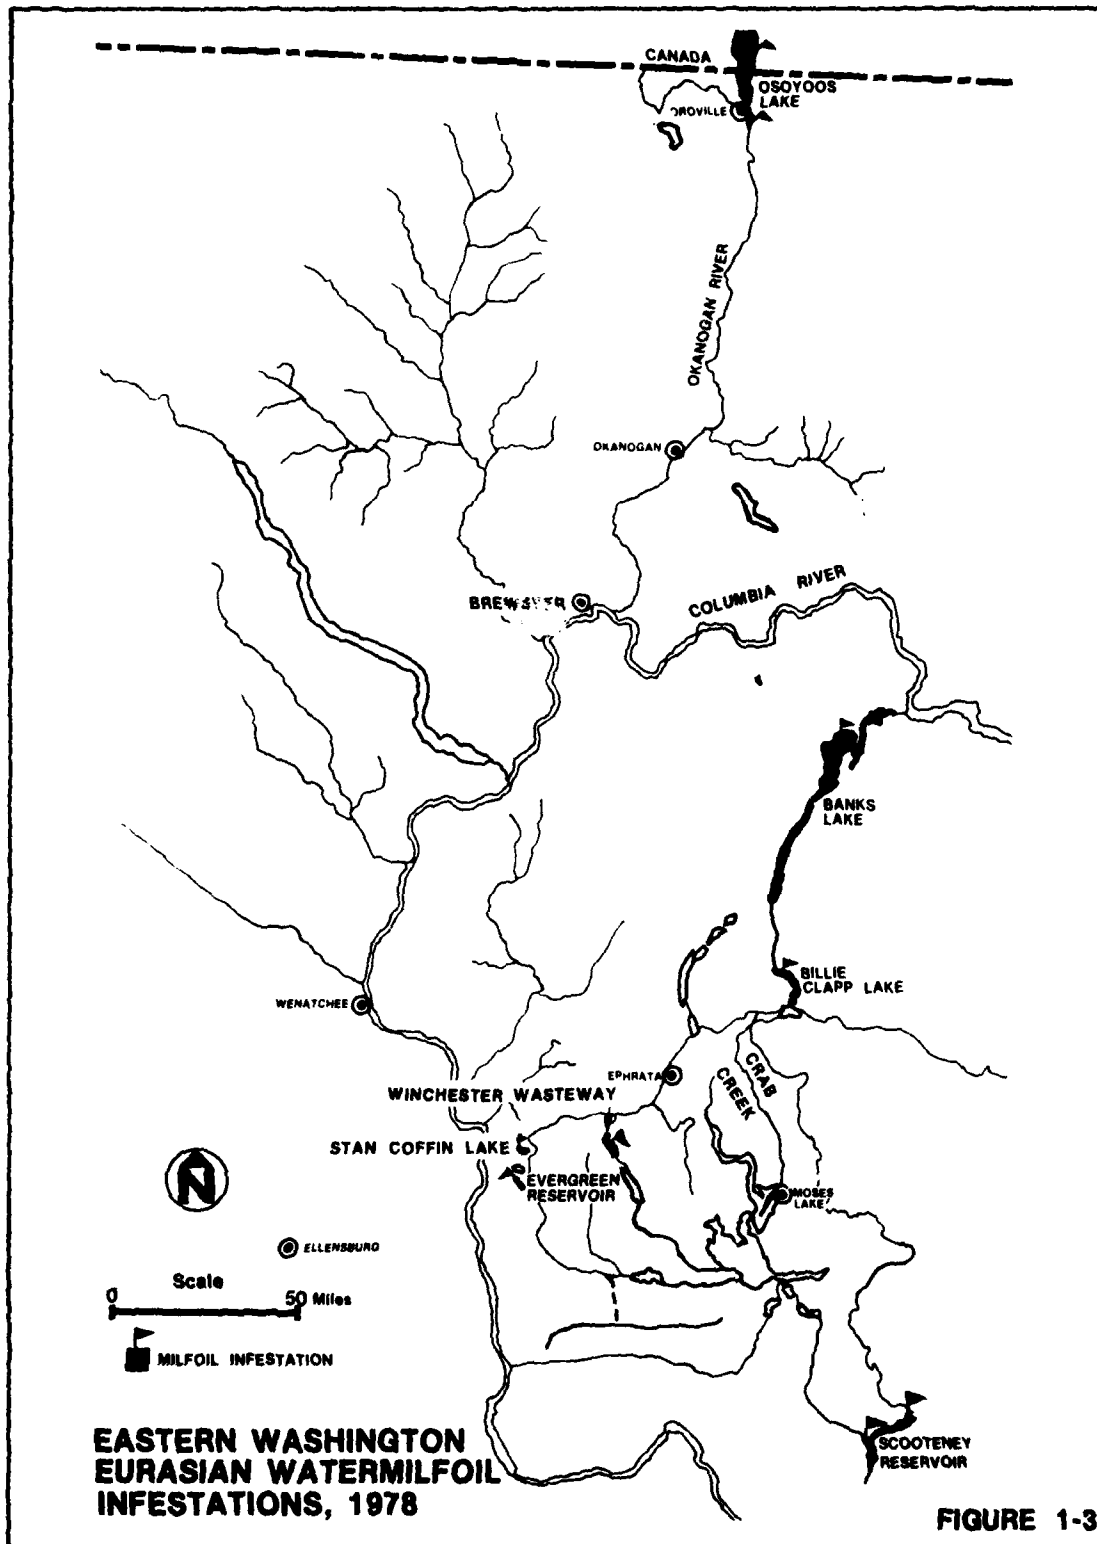 CANADA
OSOYOOS
LAKE
OROVILLE
OKANOGAN RIVER
OKANOGAN
COLUMBIA RIVER
BREWSTER
BANKS
LAKE
BILLIE
CLAPP LAKE
WENATCHEE
EPHRATA
CRAB
CREEK
WINCHESTER WASTEWAY
STAN COFFIN LAKE
EVERGREEN
RESERVOIR
MOSES
LAKE
N
ELLENSBURG
Scale
0 50 Miles
MILFOIL INFESTATION
SCOOTENEY
RESERVOIR
EASTERN WASHINGTON
EURASIAN WATERMILFOIL
INFESTATIONS, 1978
FIGURE 1-3